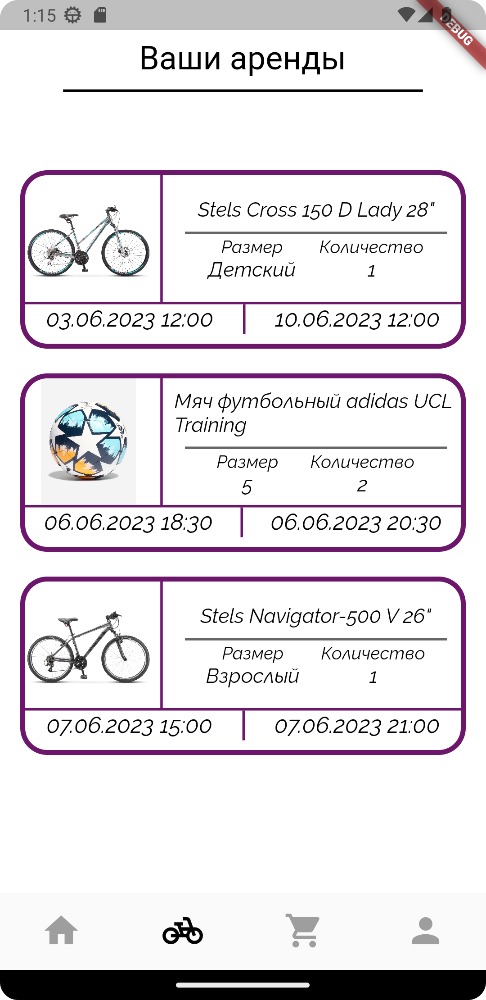 1:15
DEBUG
Ваши аренды
Stels Cross 150 D Lady 28"
Размер Количество
Детский 1
03.06.2023 12:00 10.06.2023 12:00
Мяч футбольный adidas UCL
Training
Размер Количество
5 2
06.06.2023 18:30 06.06.2023 20:30
Stels Navigator-500 V 26"
Размер Количество
Взрослый 1
07.06.2023 15:00 07.06.2023 21:00